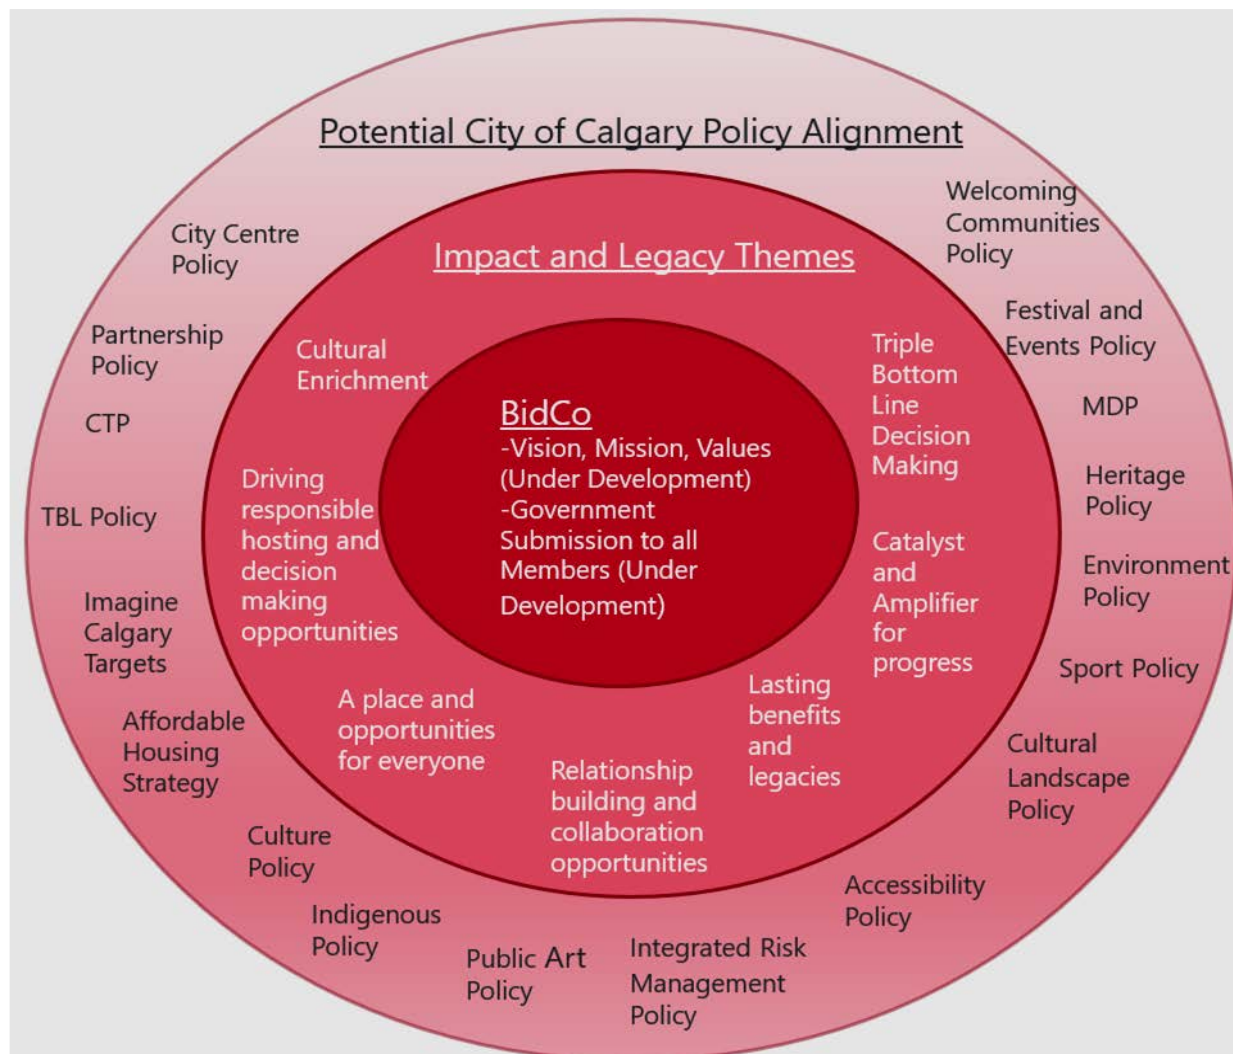 Potential City of Calgary Policy Alignment
Welcoming
Communities
Policy
Festival and
Events Policy
MDP
Heritage
Policy
Environment
Policy
Sport Policy
Cultural
Landscape
Policy
Accessibility
Policy
Integrated Risk
Management
Policy
Public Art
Policy
Indigenous
Policy
Culture
Policy
Affordable
Housing
Strategy
Imagine
Calgary
Targets
TBL Policy
CTP
Partnership
Policy
City Centre
Policy
Impact and Legacy Themes
Triple
Bottom
Line
Decision
Making
Catalyst
and
Amplifier
for
progress
Lasting
benefits
and
legacies
Relationship
building and
collaboration
opportunities
A place and
opportunities
for everyone
Driving
responsible
hosting and
decision
making
opportunities
Cultural
Enrichment
BidCo
-Vision, Mission, Values
(Under Development)
-Government
Submission to all
Members (Under
Development)